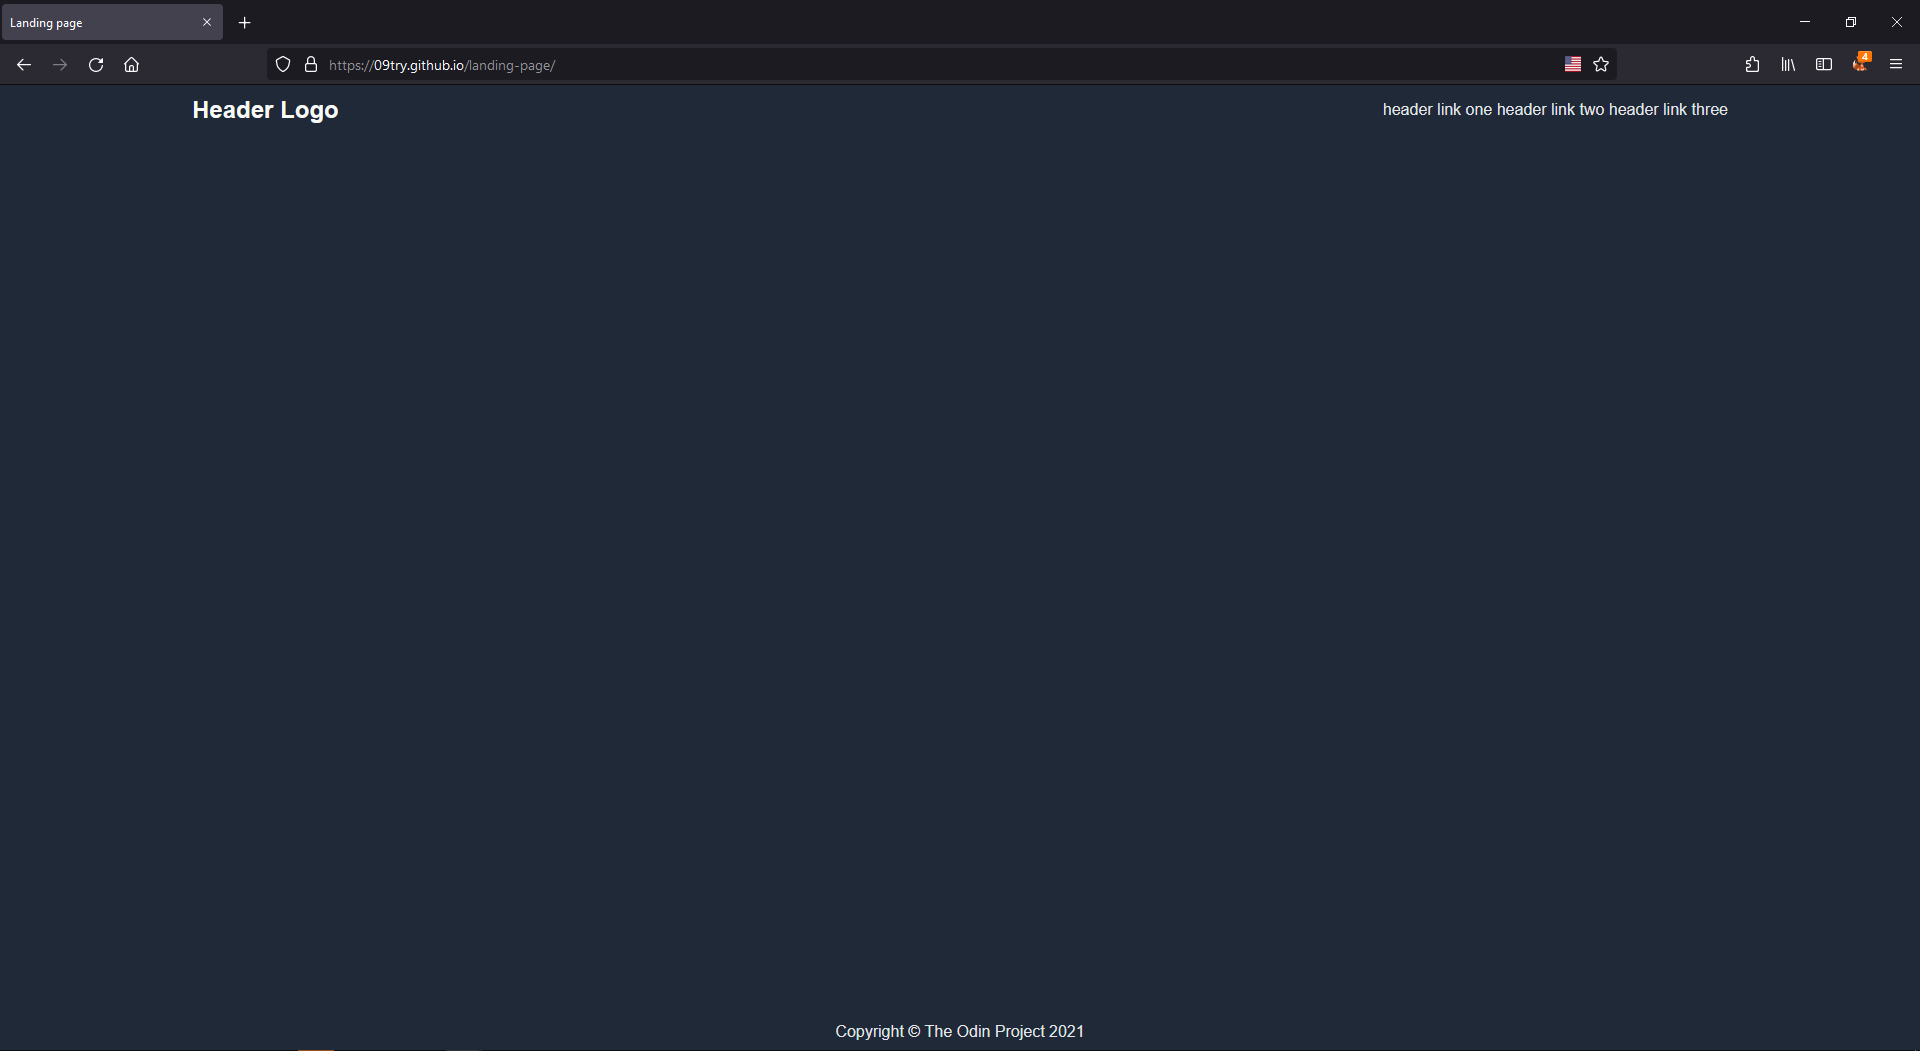 Landing page
https://09try.github.io/landing-page/
4
Header Logo
header link one header link two header link three
Copyright © The Odin Project 2021